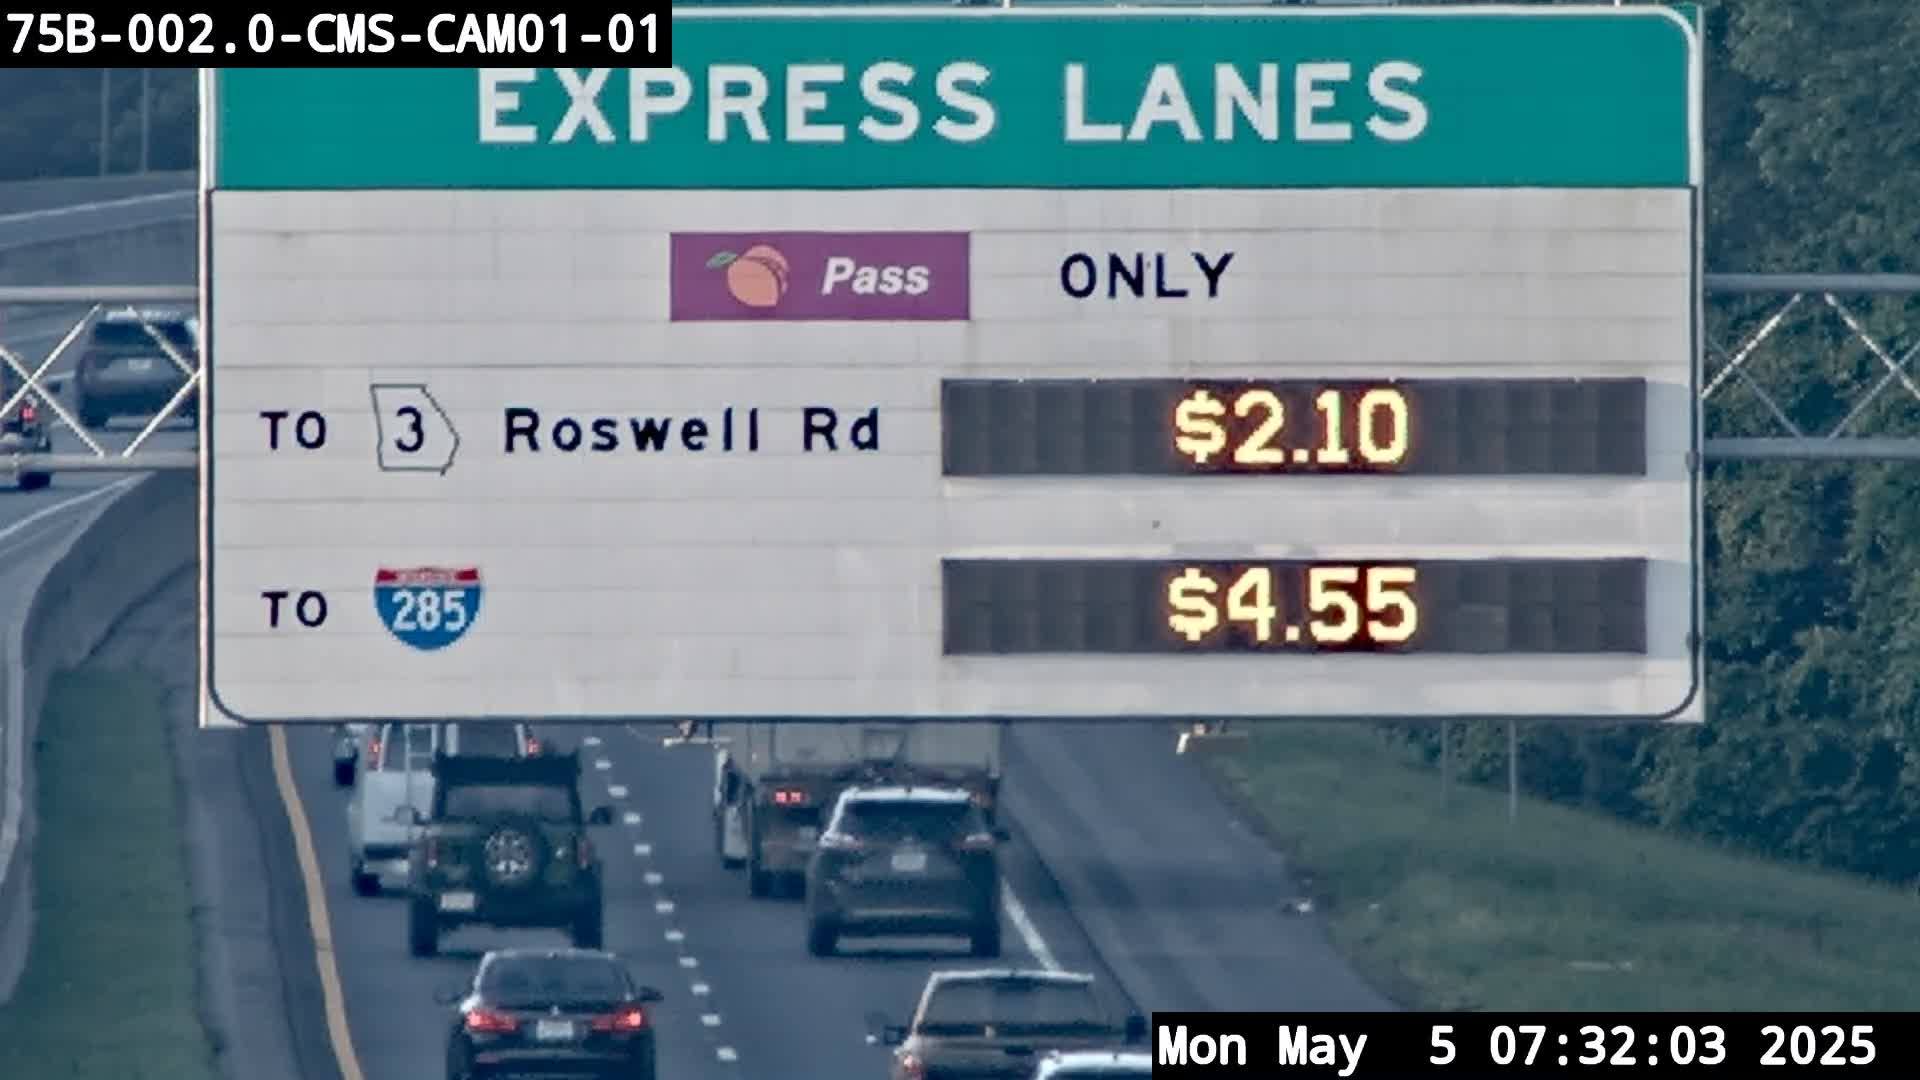 75B-002.0-CMS-CAM01-01
EXPRESS LANES
Pass ONLY
TO 3 Roswell Rd $2.10
TO 285 $4.55
Mon May 5 07:32:03 2025